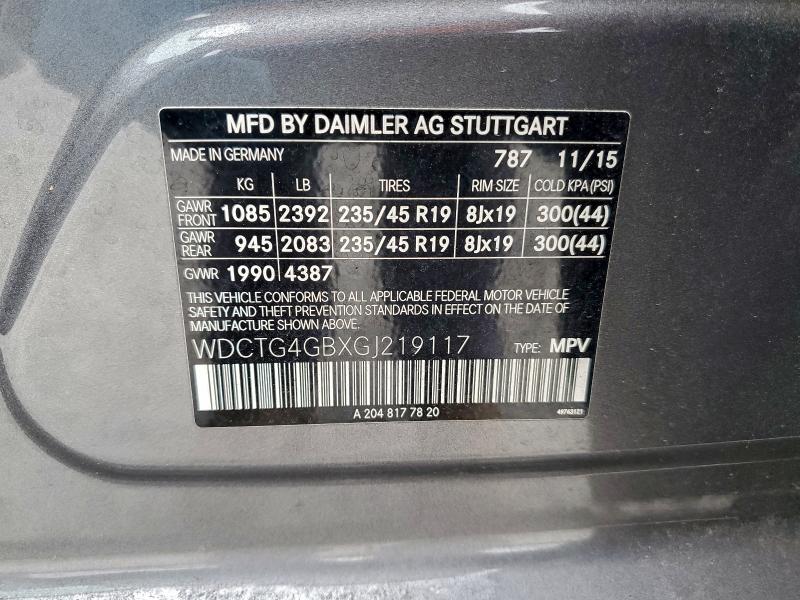 MFD BY DAIMLER AG STUTTGART
MADE IN GERMANY 787 11/15
KG LB TIRES RIM SIZE COLD KPA (PSI)
GAWR FRONT 1085 2392 235/45 R19 8Jx19 300(44)
GAWR REAR 945 2083 235/45 R19 8Jx19 300(44)
GVWR 1990 4387
THIS VEHICLE CONFORMS TO ALL APPLICABLE FEDERAL MOTOR VEHICLE
SAFETY AND THEFT PREVENTION STANDARDS IN EFFECT ON THE DATE
OF MANUFACTURE SHOWN ABOVE.
WDCTG4GBXGJ219117 TYPE: MPV
A 204 817 78 20 49743121